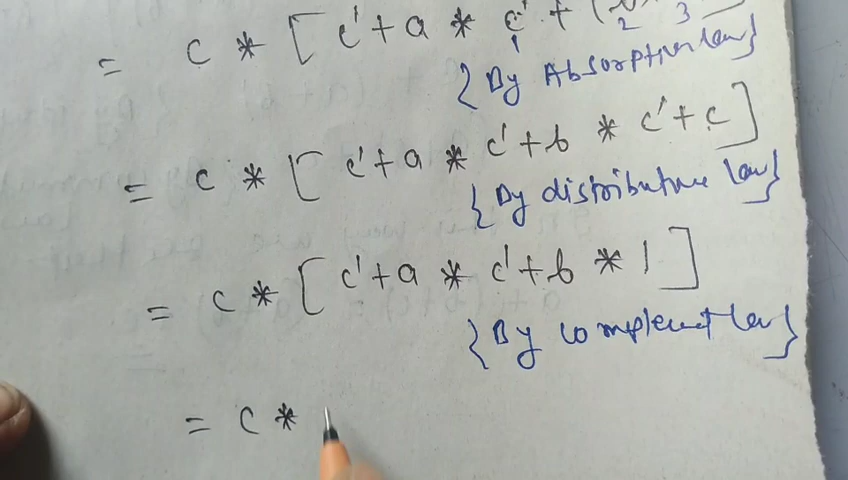 = c * [ c' + a * c' + (
{By Absorption law}
= c * [ c' + a * c' + b * c' + c ]
{By distributive law}
= c * [ c' + a * c' + b * 1 ]
{By complement law}
= c *